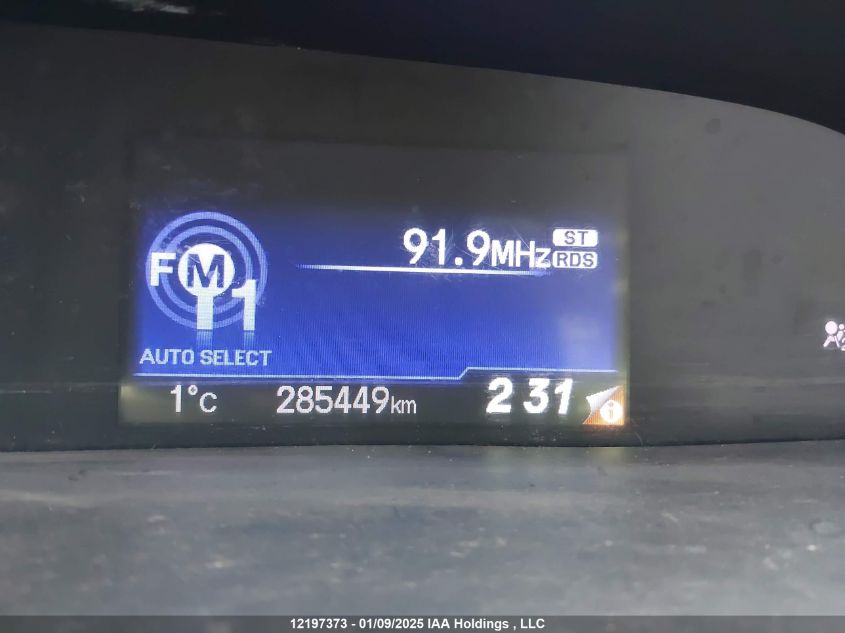 91.9MHz ST
RDS
FM
1
AUTO SELECT
1°C 285449km 2 31 i
12197373 - 01/09/2025 IAA Holdings , LLC